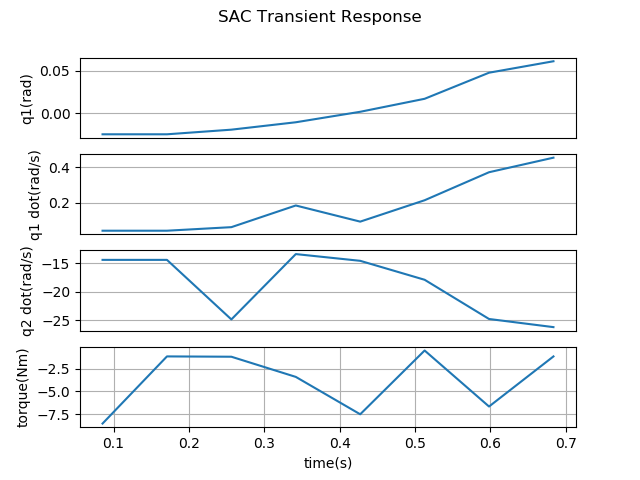 SAC Transient Response
q1(rad)
0.05
0.00
q1 dot(rad/s)
0.4
0.2
q2 dot(rad/s)
−15
−20
−25
torque(Nm)
−2.5
−5.0
−7.5
0.1 0.2 0.3 0.4 0.5 0.6 0.7
time(s)